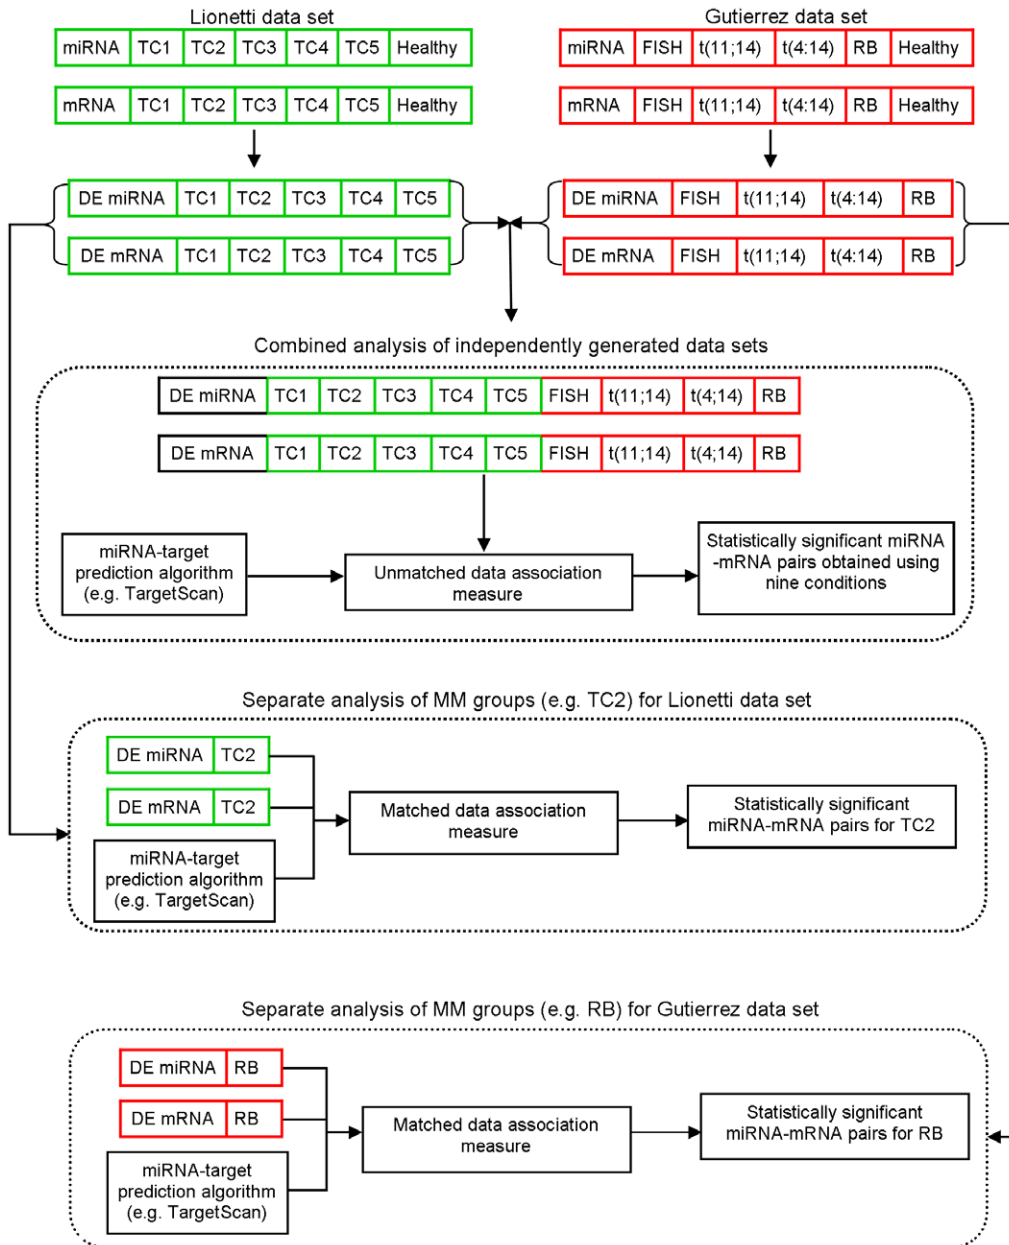 Lionetti data set
Gutierrez data set
miRNA TC1 TC2 TC3 TC4 TC5 Healthy
miRNA FISH t(11;14) t(4:14) RB Healthy
mRNA TC1 TC2 TC3 TC4 TC5 Healthy
mRNA FISH t(11;14) t(4:14) RB Healthy
DE miRNA TC1 TC2 TC3 TC4 TC5
DE miRNA FISH t(11;14) t(4:14) RB
DE mRNA TC1 TC2 TC3 TC4 TC5
DE mRNA FISH t(11;14) t(4:14) RB
Combined analysis of independently generated data sets
DE miRNA TC1 TC2 TC3 TC4 TC5 FISH t(11;14) t(4;14) RB
DE mRNA TC1 TC2 TC3 TC4 TC5 FISH t(11;14) t(4;14) RB
miRNA-target
prediction algorithm
(e.g. TargetScan)
Unmatched data association
measure
Statistically significant miRNA
-mRNA pairs obtained using
nine conditions
Separate analysis of MM groups (e.g. TC2) for Lionetti data set
DE miRNA TC2
DE mRNA TC2
miRNA-target
prediction algorithm
(e.g. TargetScan)
Matched data association
measure
Statistically significant
miRNA-mRNA pairs for TC2
Separate analysis of MM groups (e.g. RB) for Gutierrez data set
DE miRNA RB
DE mRNA RB
miRNA-target
prediction algorithm
(e.g. TargetScan)
Matched data association
measure
Statistically significant
miRNA-mRNA pairs for RB